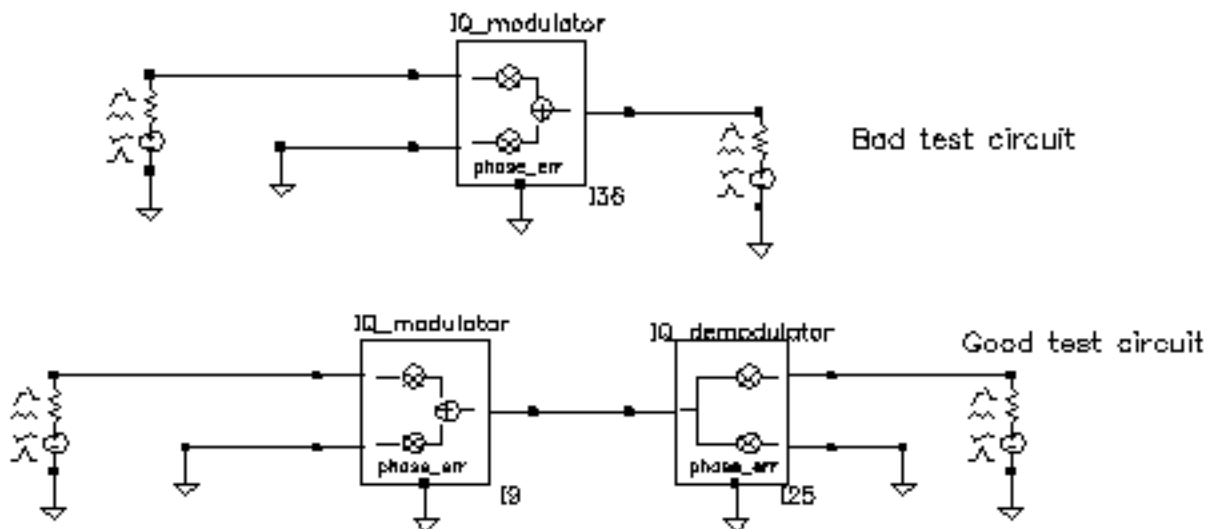 IQ_modulator
phase_err
I36
Bad test circuit
IQ_modulator
phase_err
I9
IQ_demodulator
phase_err
I25
Good test circuit